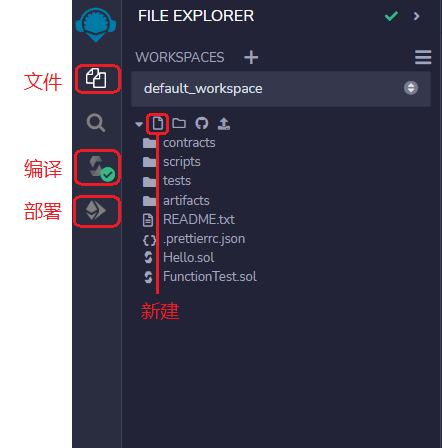 FILE EXPLORER
WORKSPACES
文件
default_workspace
contracts
编译
scripts
tests
artifacts
部署
README.txt
.prettierrc.json
Hello.sol
FunctionTest.sol
新建